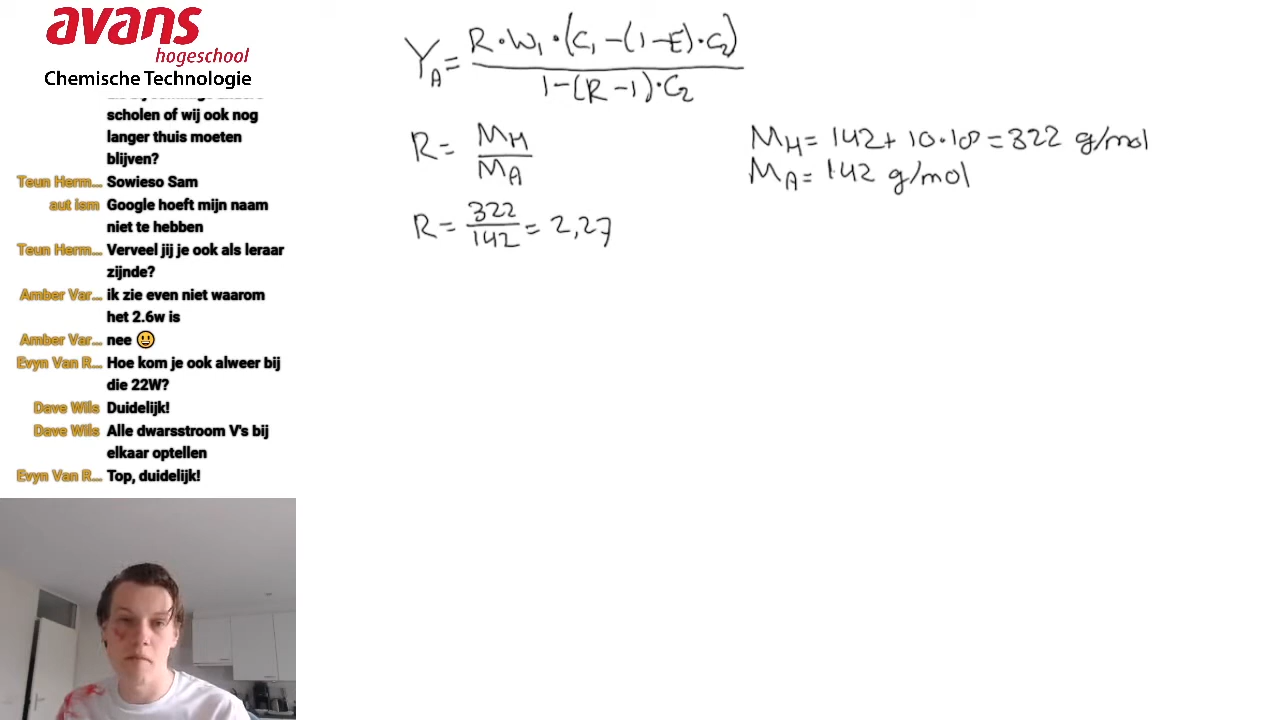 avans
hogeschool
Chemische Technologie
scholen of wij ook nog
langer thuis moeten
blijven?
Teun Herm... Sowieso Sam
aut ism Google hoeft mijn naam
niet te hebben
Teun Herm... Verveel jij je ook als leraar
zijnde?
Amber Var... ik zie even niet waarom
het 2.6w is
Amber Var... nee 😃
Evyn Van R... Hoe kom je ook alweer bij
die 22W?
Dave Wils Duidelijk!
Dave Wils Alle dwarsstroom V's bij
elkaar optellen
Evyn Van R... Top, duidelijk!
Y_A = R·W₁·(C₁-(1-E)·C₂) / 1-(R-1)·C₂
R = M_H / M_A
R = 322 / 142 = 2,27
M_H = 142 + 10·18 = 322 g/mol
M_A = 142 g/mol